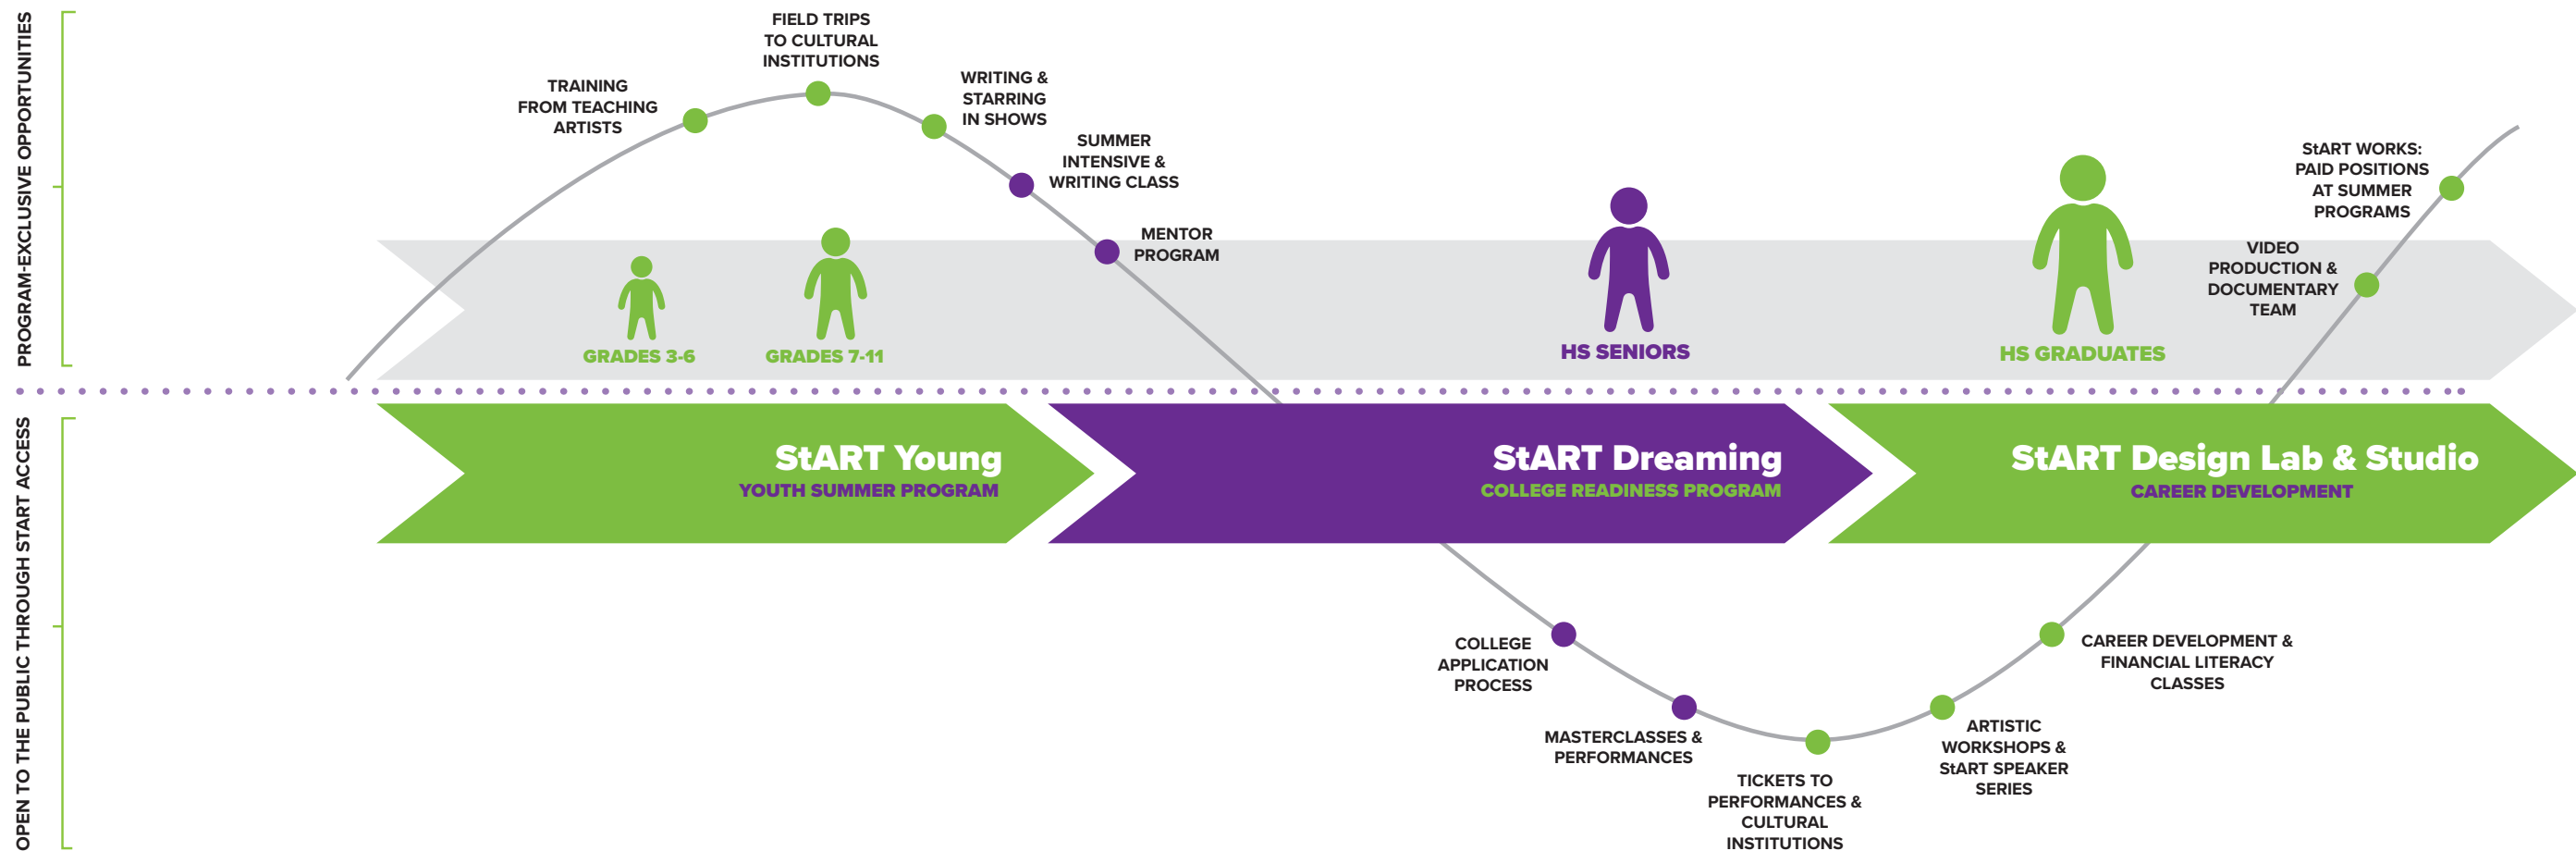 PROGRAM-EXCLUSIVE OPPORTUNITIES
FIELD TRIPS
TO CULTURAL
INSTITUTIONS
TRAINING
FROM TEACHING
ARTISTS
WRITING &
STARRING
IN SHOWS
SUMMER
INTENSIVE &
WRITING CLASS
MENTOR
PROGRAM
StART WORKS:
PAID POSITIONS
AT SUMMER
PROGRAMS
VIDEO
PRODUCTION &
DOCUMENTARY
TEAM
GRADES 3-6
GRADES 7-11
HS SENIORS
HS GRADUATES
OPEN TO THE PUBLIC THROUGH START ACCESS
StART Young
YOUTH SUMMER PROGRAM
StART Dreaming
COLLEGE READINESS PROGRAM
StART Design Lab & Studio
CAREER DEVELOPMENT
COLLEGE
APPLICATION
PROCESS
MASTERCLASSES &
PERFORMANCES
TICKETS TO
PERFORMANCES &
CULTURAL
INSTITUTIONS
ARTISTIC
WORKSHOPS &
StART SPEAKER
SERIES
CAREER DEVELOPMENT &
FINANCIAL LITERACY
CLASSES